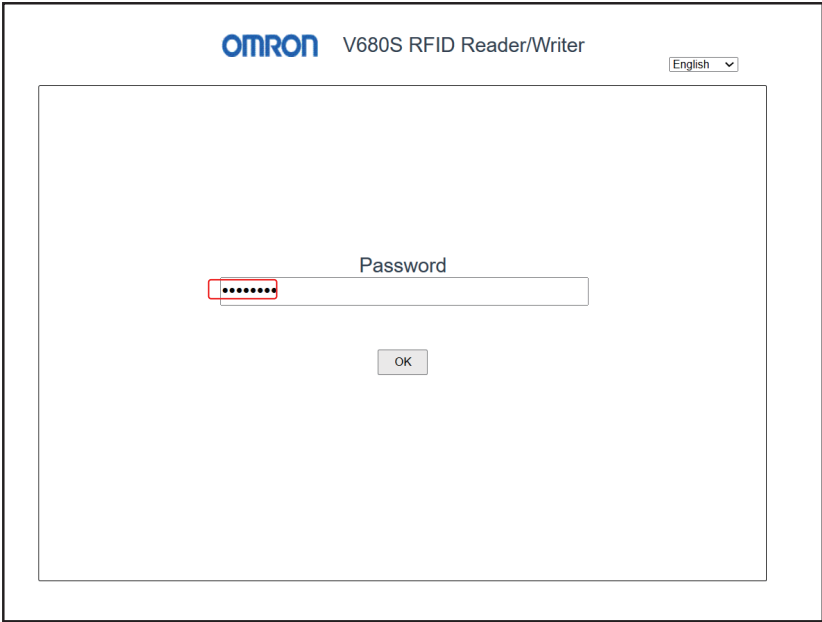 OMRON V680S RFID Reader/Writer
English
Password
••••••••
OK